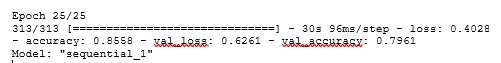 Epoch 25/25
313/313 [==============================] - 30s 96ms/step - loss: 0.4028
- accuracy: 0.8558 - val_loss: 0.6261 - val_accuracy: 0.7961
Model: "sequential_1"